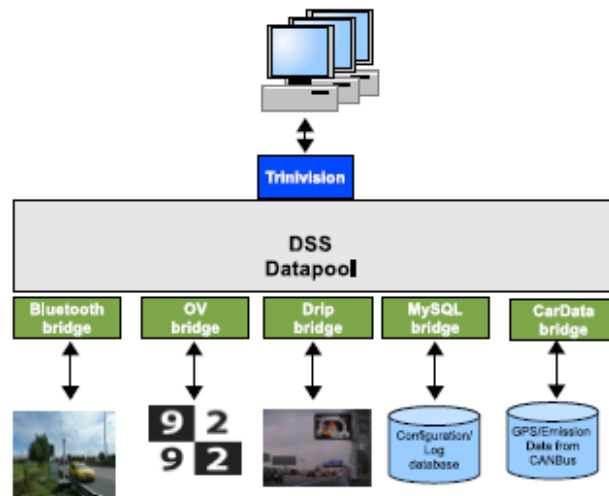 Trinivision
DSS
Datapool
Bluetooth
bridge
OV
bridge
Drip
bridge
MySQL
bridge
CarData
bridge
9 2
9 2
Configuration/
Log
database
GPS/Emission
Data from
CANBus